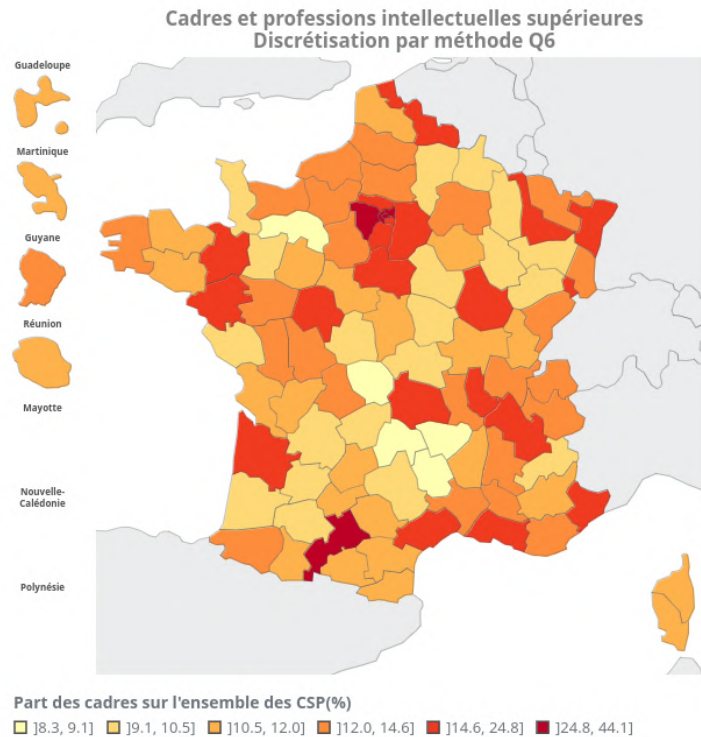 Cadres et professions intellectuelles supérieures
Discrétisation par méthode Q6
Guadeloupe
Martinique
Guyane
Réunion
Mayotte
Nouvelle-
Calédonie
Polynésie
Part des cadres sur l'ensemble des CSP(%)
]8.3, 9.1] ]9.1, 10.5] ]10.5, 12.0] ]12.0, 14.6] ]14.6, 24.8] ]24.8, 44.1]